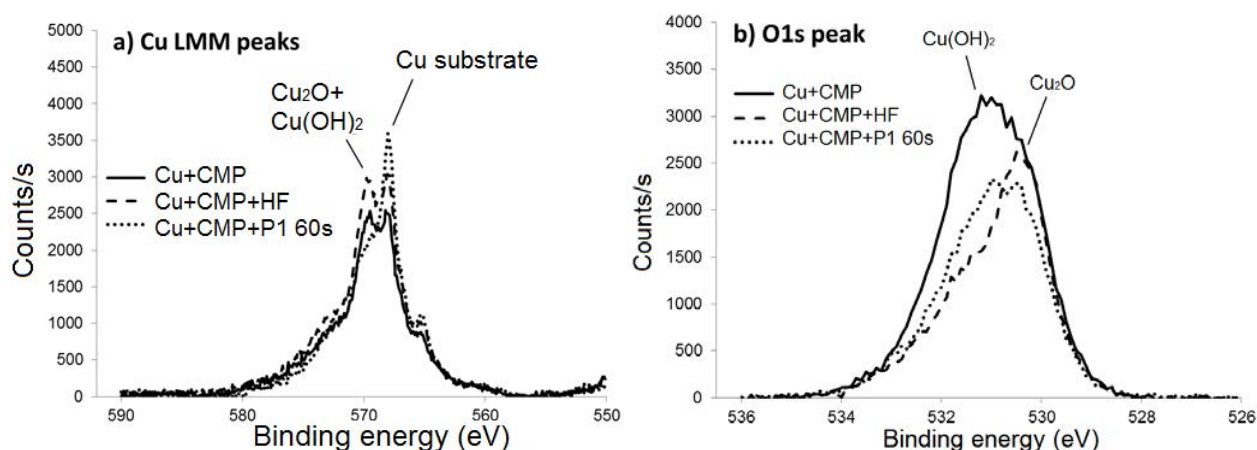 a) Cu LMM peaks
5000
4500
4000
3500
3000
2500
2000
1500
1000
500
0
Counts/s
Cu substrate
Cu₂O+
Cu(OH)₂
Cu+CMP
Cu+CMP+HF
Cu+CMP+P1 60s
590
580
570
560
550
Binding energy (eV)
b) O1s peak
4000
3500
3000
2500
2000
1500
1000
500
0
Counts/s
Cu(OH)₂
Cu₂O
Cu+CMP
Cu+CMP+HF
Cu+CMP+P1 60s
536
534
532
530
528
526
Binding energy (eV)